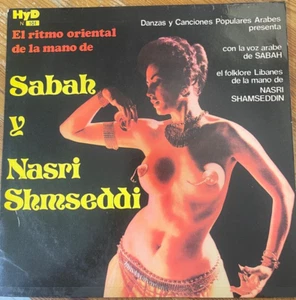 HyD
El ritmo oriental
de la mano de
Sabah
y
Nasri
Shmseddi
Danzas y Canciones Populares Arabes
presenta
con la voz arabe
de SABAH
el folklore Libanes
de la mano de
NASRI
SHAMSEDDIN